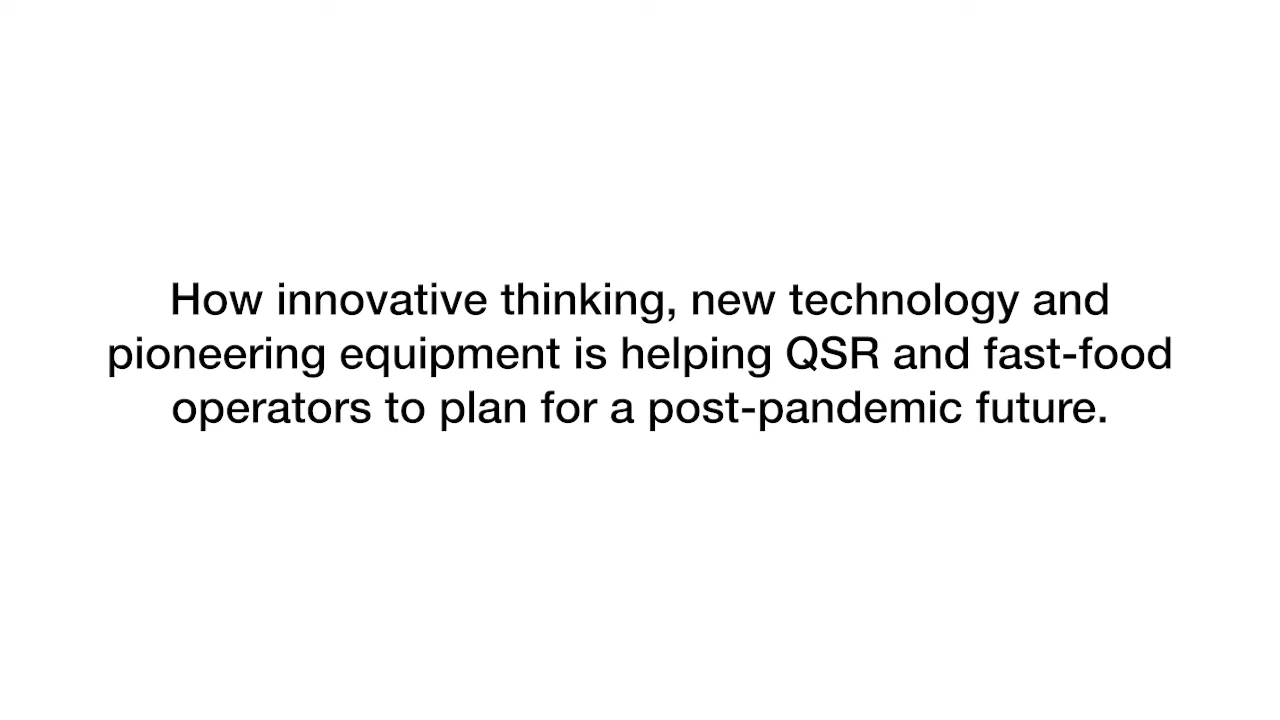 How innovative thinking, new technology and
pioneering equipment is helping QSR and fast-food
operators to plan for a post-pandemic future.